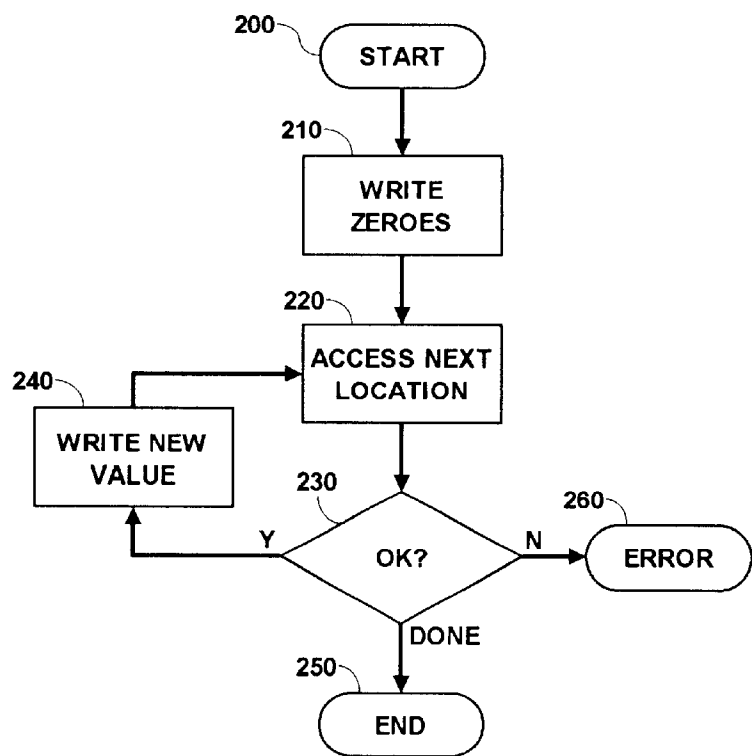 200
START
210
WRITE
ZEROES
220
ACCESS NEXT
LOCATION
240
WRITE NEW
VALUE
230
OK?
Y
N
260
ERROR
DONE
250
END